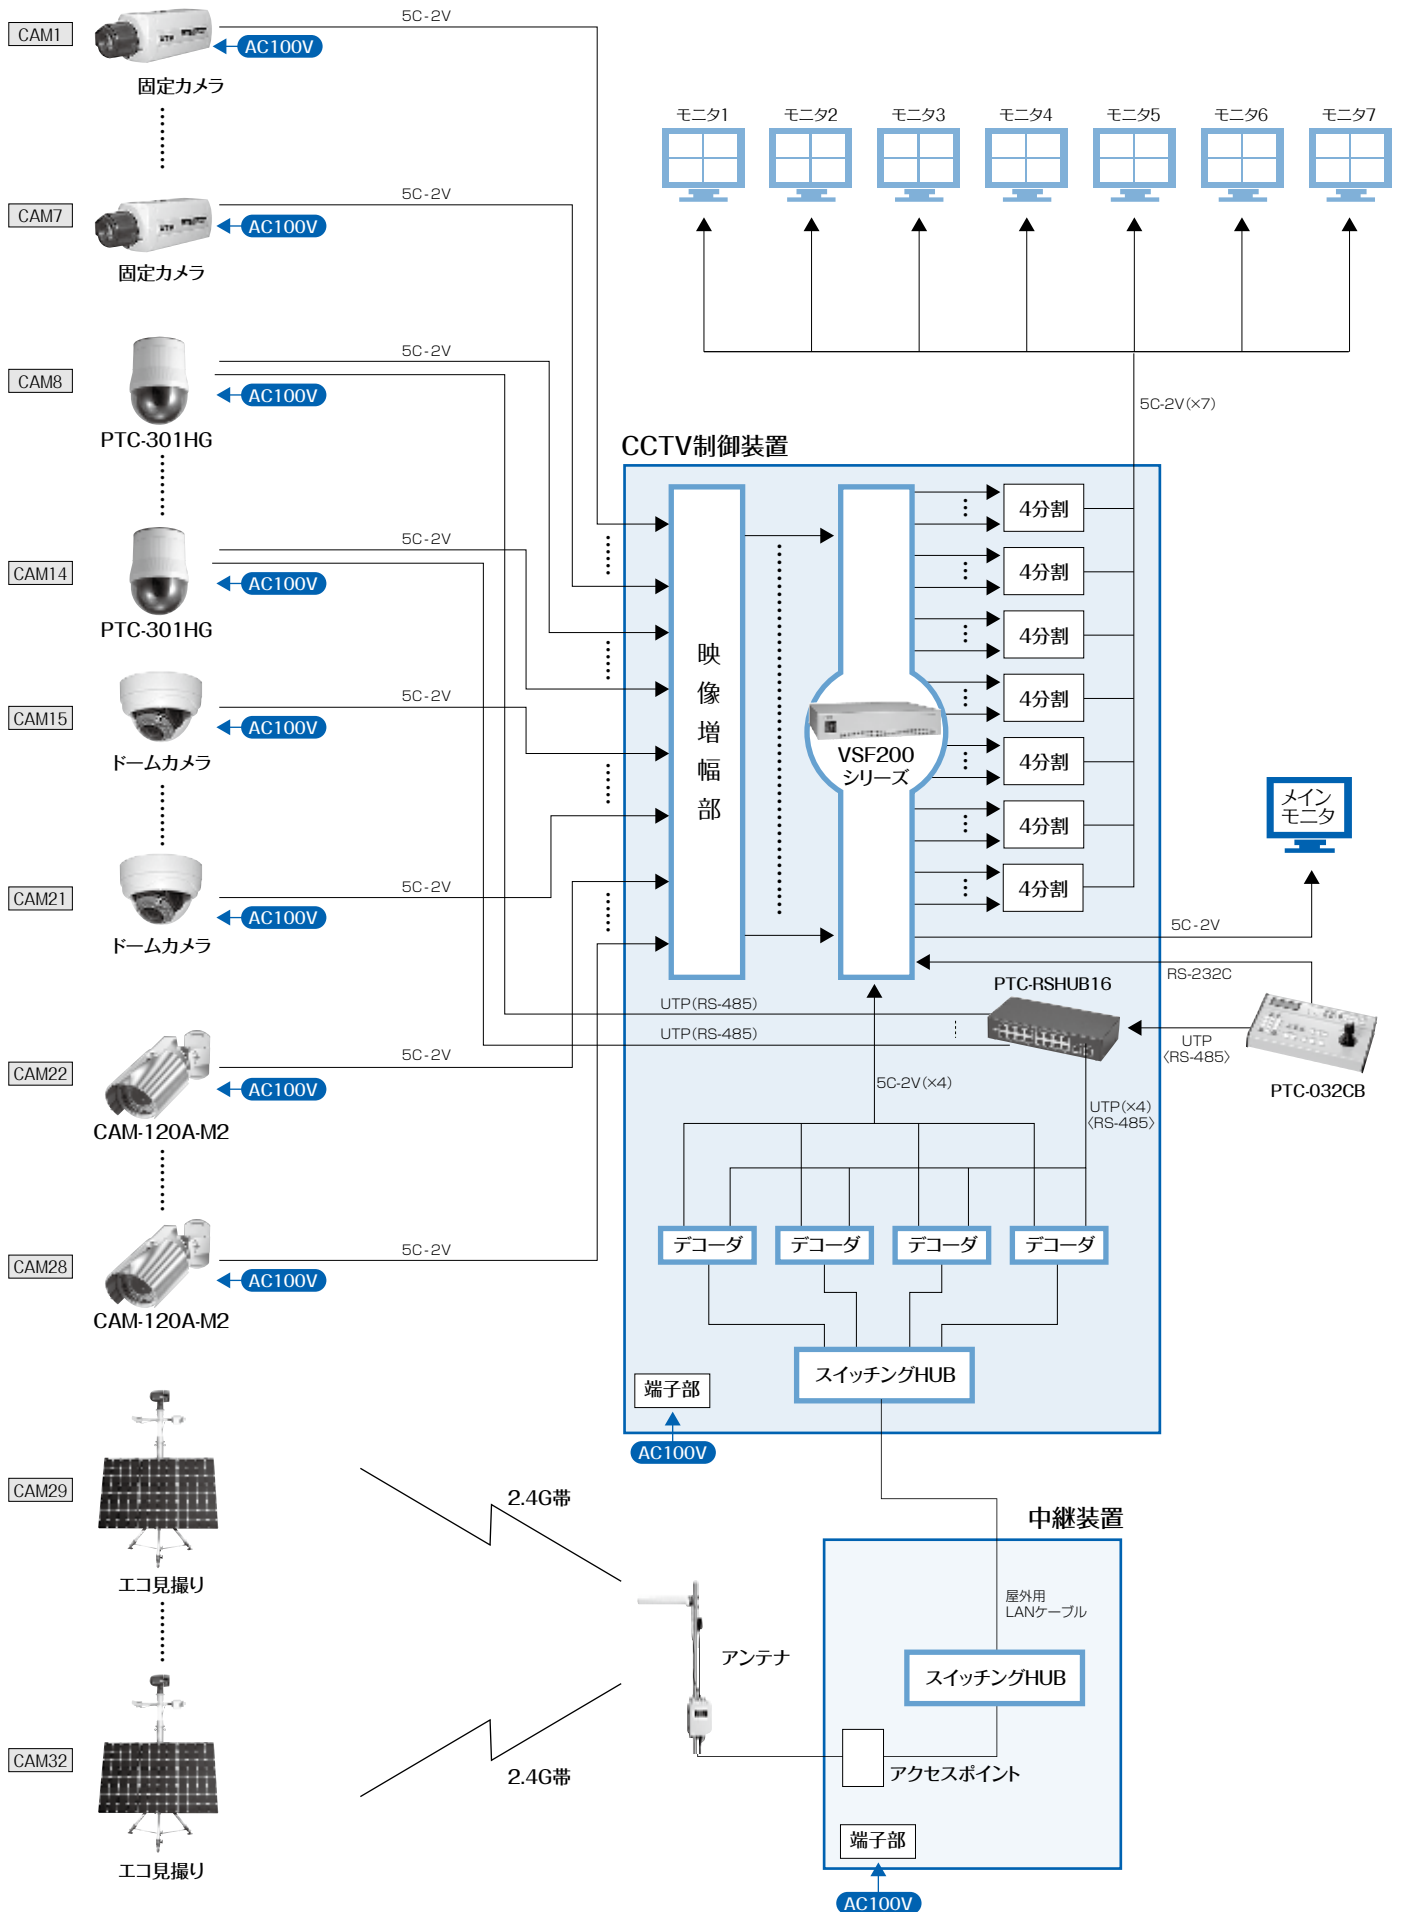 CAM1
5C-2V
AC100V
固定カメラ
CAM7
5C-2V
AC100V
固定カメラ
モニタ1
モニタ2
モニタ3
モニタ4
モニタ5
モニタ6
モニタ7
5C-2V(×7)
CAM8
5C-2V
AC100V
PTC-301HG
CAM14
5C-2V
AC100V
PTC-301HG
CAM15
5C-2V
AC100V
ドームカメラ
CAM21
5C-2V
AC100V
ドームカメラ
CAM22
5C-2V
AC100V
CAM-120A-M2
CAM28
5C-2V
AC100V
CAM-120A-M2
CCTV制御装置
映像増幅部
VSF200
シリーズ
4分割
4分割
4分割
4分割
4分割
4分割
4分割
メイン
モニタ
5C-2V
RS-232C
PTC-RSHUB16
UTP(RS-485)
UTP(RS-485)
UTP
〈RS-485〉
PTC-032CB
5C-2V(×4)
UTP(×4)
〈RS-485〉
デコーダ
デコーダ
デコーダ
デコーダ
スイッチングHUB
端子部
AC100V
CAM29
エコ見撮り
2.4G帯
CAM32
エコ見撮り
2.4G帯
アンテナ
中継装置
屋外用
LANケーブル
スイッチングHUB
アクセスポイント
端子部
AC100V